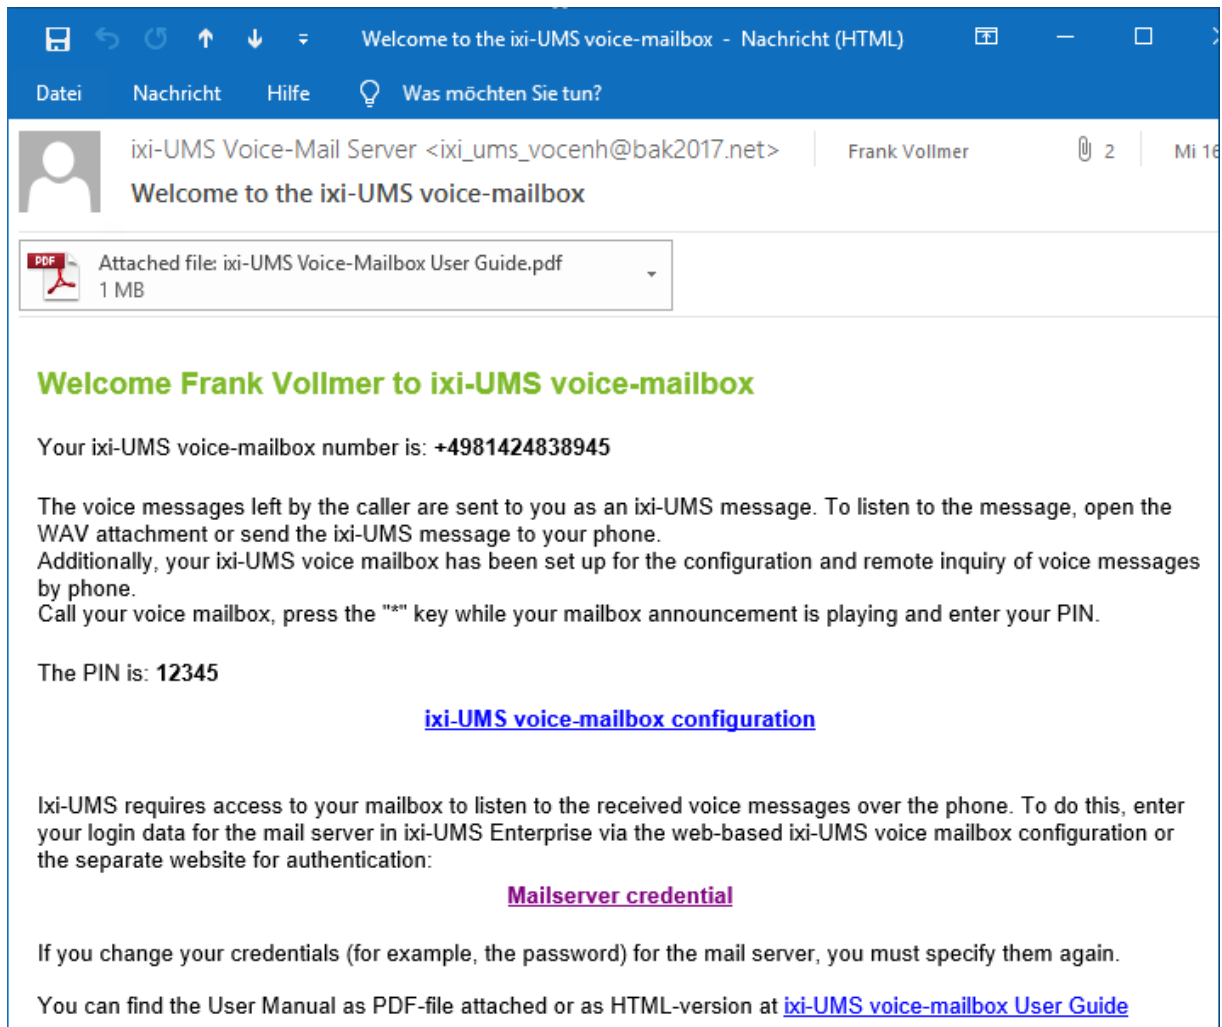 Welcome to the ixi-UMS voice-mailbox - Nachricht (HTML)
Datei Nachricht Hilfe Was möchten Sie tun?
ixi-UMS Voice-Mail Server <ixi_ums_vocenh@bak2017.net> Frank Vollmer 2 Mi 16
Welcome to the ixi-UMS voice-mailbox
PDF Attached file: ixi-UMS Voice-Mailbox User Guide.pdf
1 MB
Welcome Frank Vollmer to ixi-UMS voice-mailbox
Your ixi-UMS voice-mailbox number is: +4981424838945
The voice messages left by the caller are sent to you as an ixi-UMS message. To listen to the message, open the
WAV attachment or send the ixi-UMS message to your phone.
Additionally, your ixi-UMS voice mailbox has been set up for the configuration and remote inquiry of voice messages
by phone.
Call your voice mailbox, press the "*" key while your mailbox announcement is playing and enter your PIN.
The PIN is: 12345
ixi-UMS voice-mailbox configuration
Ixi-UMS requires access to your mailbox to listen to the received voice messages over the phone. To do this, enter
your login data for the mail server in ixi-UMS Enterprise via the web-based ixi-UMS voice mailbox configuration or
the separate website for authentication:
Mailserver credential
If you change your credentials (for example, the password) for the mail server, you must specify them again.
You can find the User Manual as PDF-file attached or as HTML-version at ixi-UMS voice-mailbox User Guide